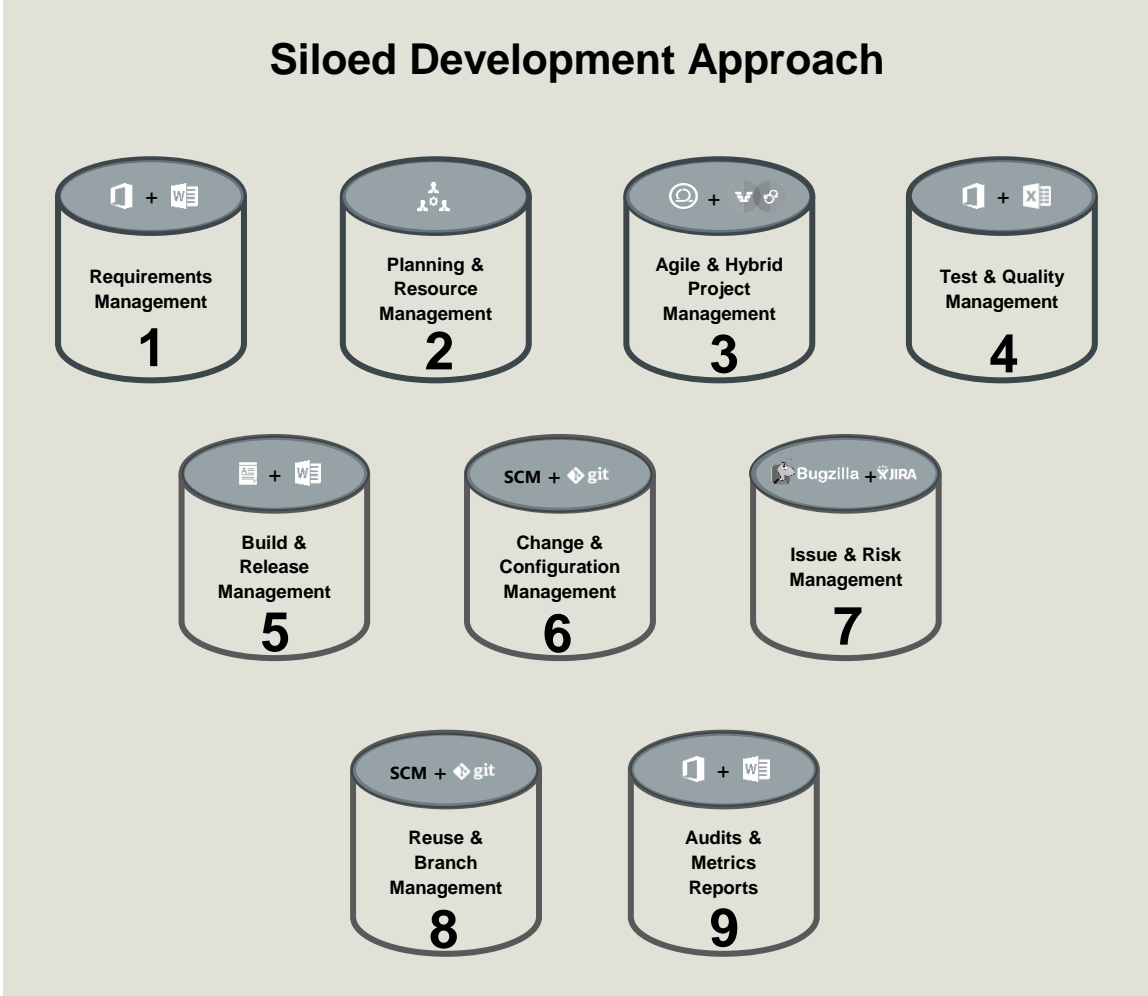 Siloed Development Approach
+
+
+
Requirements
Management
1
Planning &
Resource
Management
2
Agile & Hybrid
Project
Management
3
Test & Quality
Management
4
+
SCM + git
Bugzilla + JIRA
Build &
Release
Management
5
Change &
Configuration
Management
6
Issue & Risk
Management
7
SCM + git
+
Reuse &
Branch
Management
8
Audits &
Metrics
Reports
9